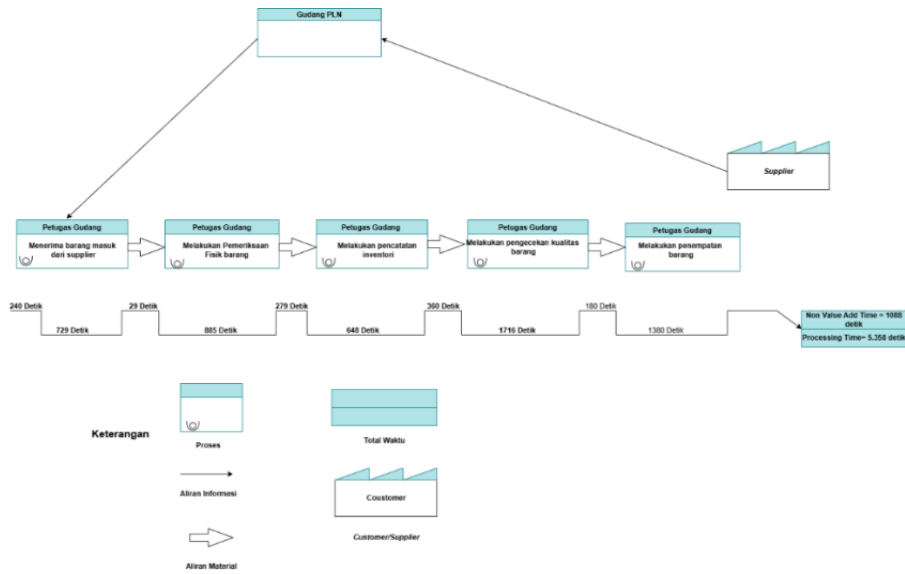 Gudang PLN
Supplier
Petugas Gudang
Menerima barang masuk
dari supplier
Petugas Gudang
Melakukan Pemeriksaan
Fisik barang
Petugas Gudang
Melakukan pencatatan
inventori
Petugas Gudang
Melakukan pengecekan kualitas
barang
Petugas Gudang
Melakukan penompatan
barang
240 Detik
729 Detik
29 Detik
885 Detik
279 Detik
648 Detik
360 Detik
1716 Detik
180 Detik
1380 Detik
Non Value Add Time = 1088
detik
Processing Time= 5.358 detik
Keterangan
Proses
Total Waktu
Aliran Informasi
Coustomer
Customer/Supplier
Aliran Material